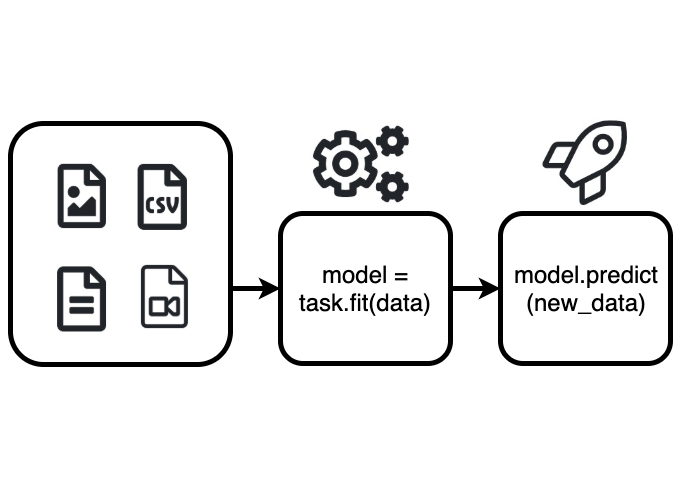 CSV
model =
task.fit(data)
model.predict
(new_data)